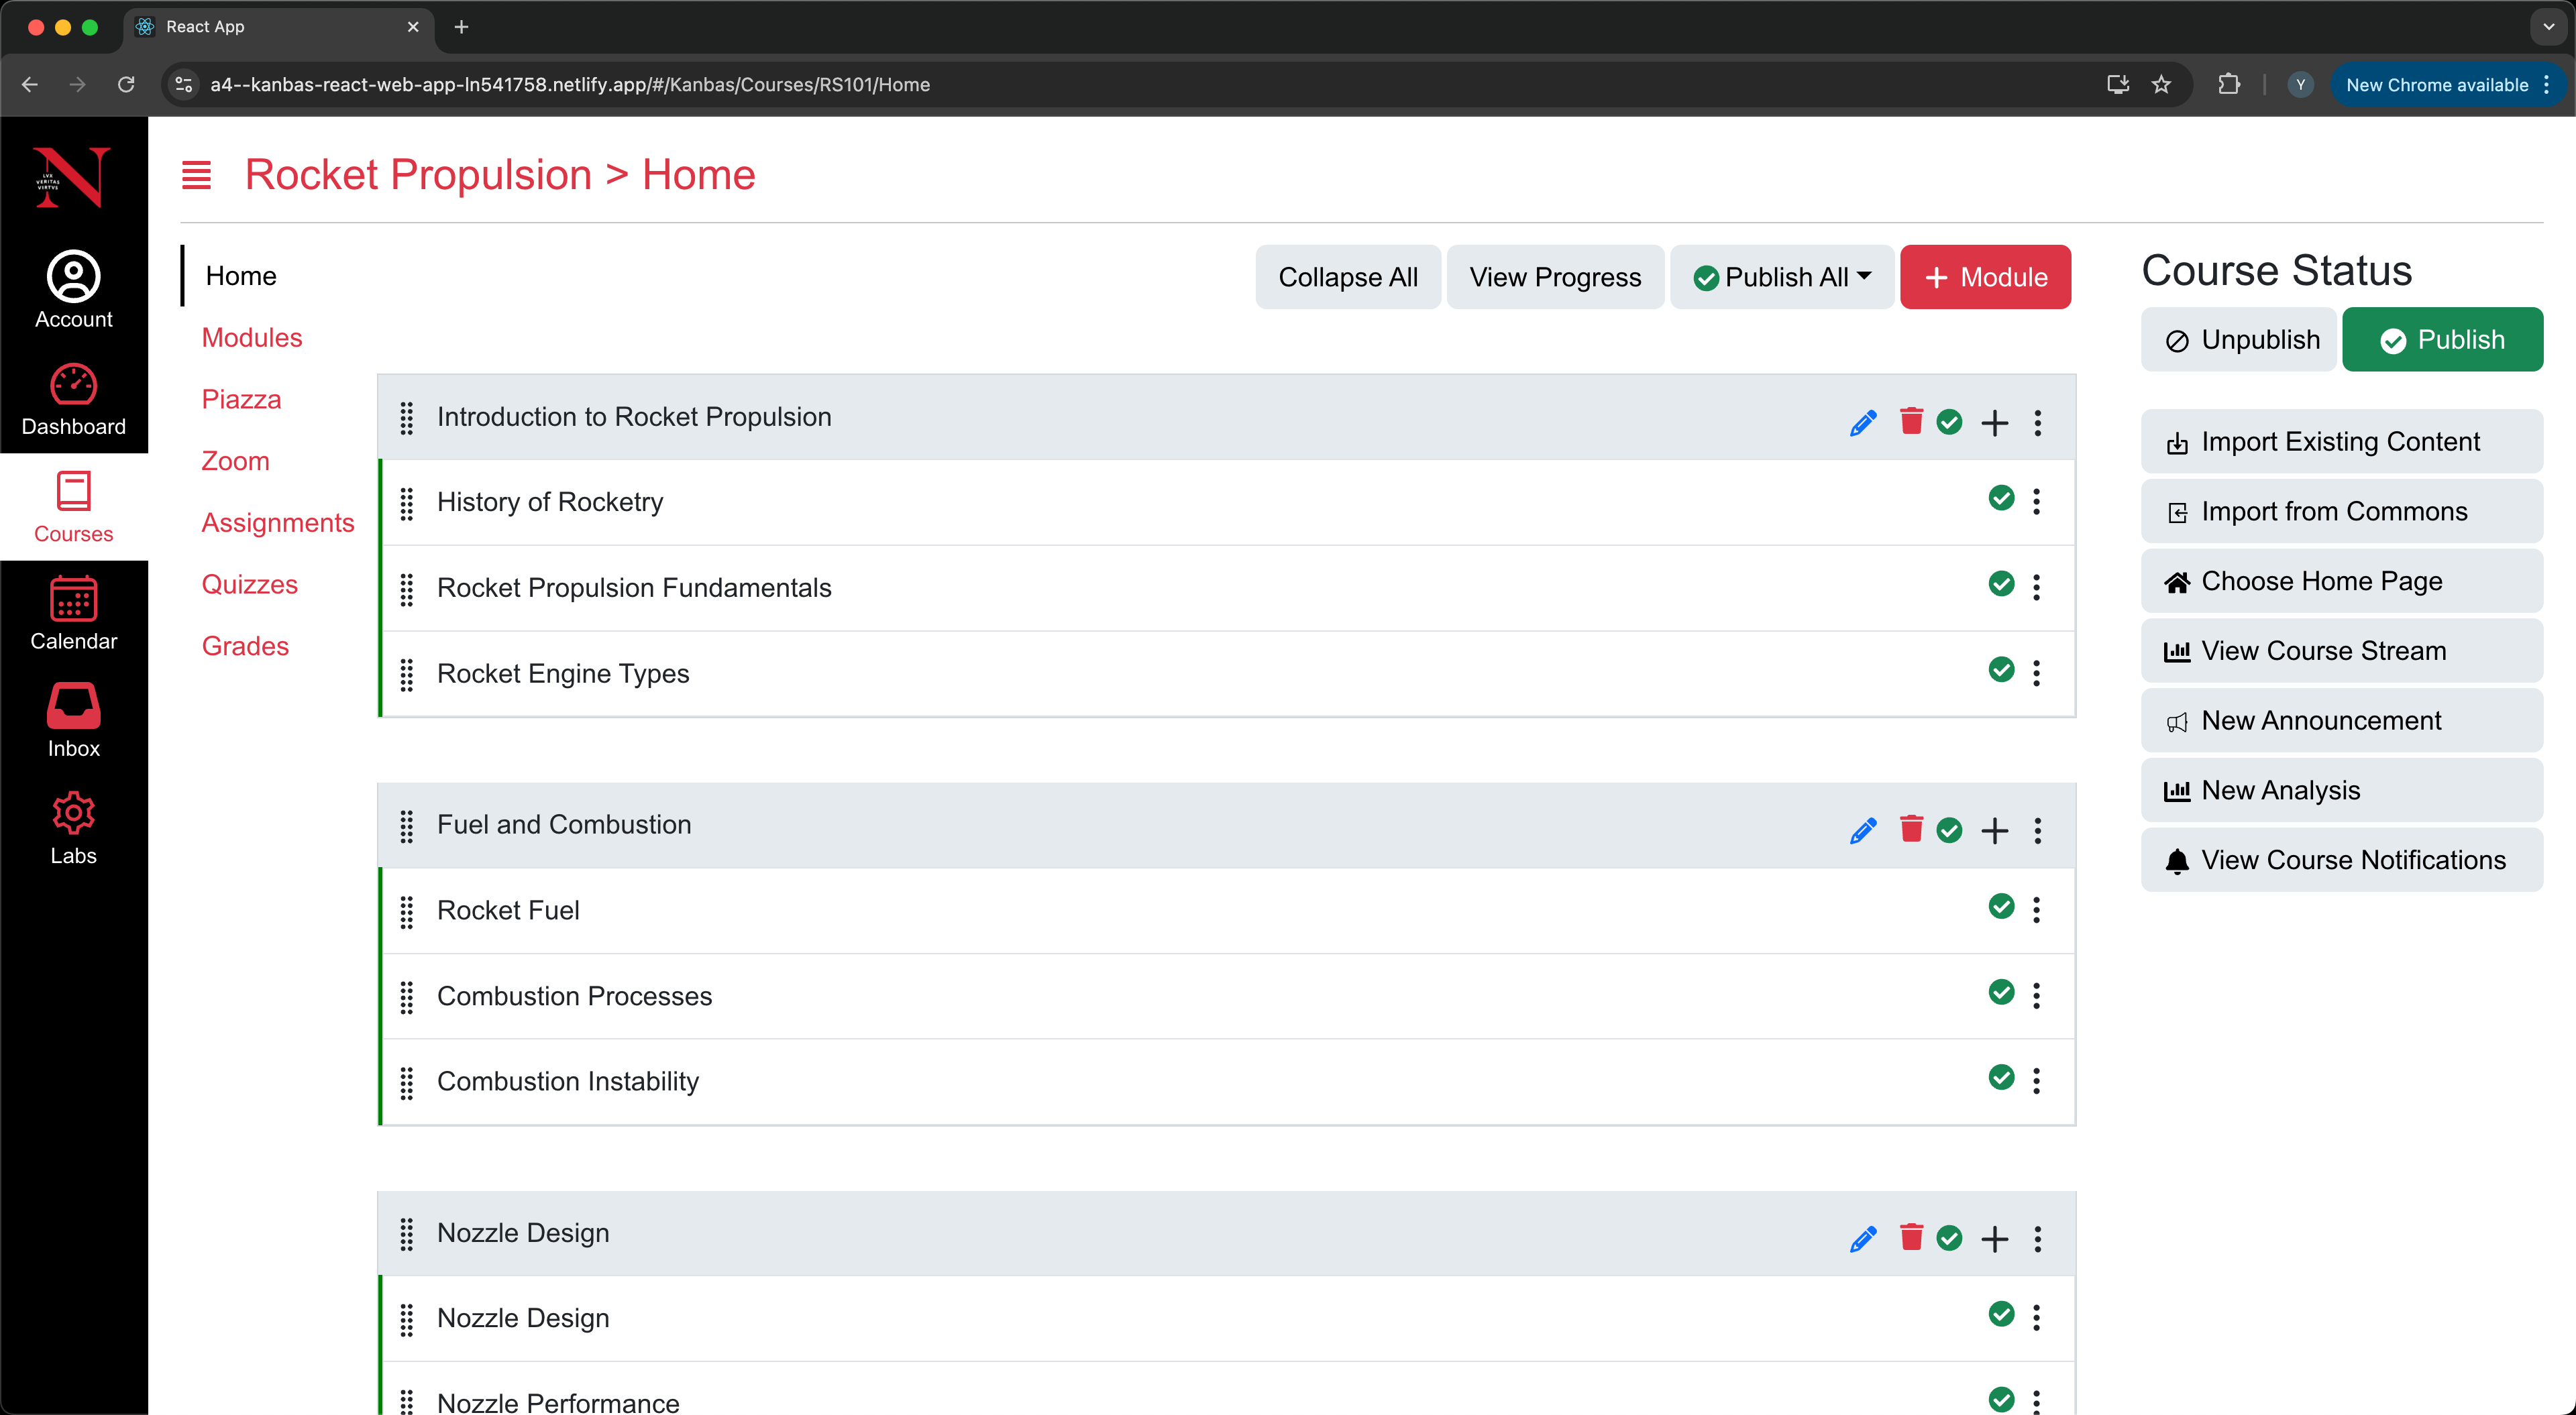 React App
a4--kanbas-react-web-app-ln541758.netlify.app/#/Kanbas/Courses/RS101/Home
Y
New Chrome available
N
LVX
VERITAS
VIRTVS
Account
Dashboard
Courses
Calendar
Inbox
Labs
Rocket Propulsion > Home
Home
Modules
Piazza
Zoom
Assignments
Quizzes
Grades
Collapse All
View Progress
Publish All
Module
Introduction to Rocket Propulsion
History of Rocketry
Rocket Propulsion Fundamentals
Rocket Engine Types
Fuel and Combustion
Rocket Fuel
Combustion Processes
Combustion Instability
Nozzle Design
Nozzle Design
Nozzle Performance
Course Status
Unpublish
Publish
Import Existing Content
Import from Commons
Choose Home Page
View Course Stream
New Announcement
New Analysis
View Course Notifications